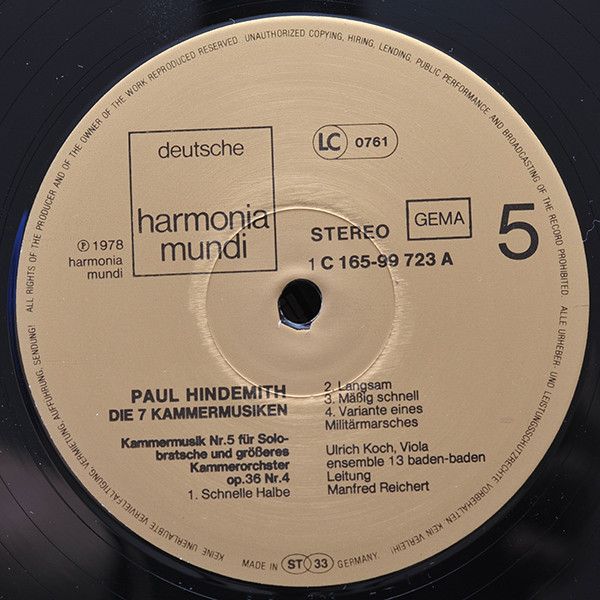 ALL RIGHTS OF THE PRODUCER AND OF THE OWNER OF THE WORK REPRODUCED RESERVED UNAUTHORIZED COPYING, HIRING, LENDING, PUBLIC PERFORMANCE AND BROADCASTING OF THE RECORD PROHIBITED.
ALLE URHEBER- UND LEISTUNGSSCHUTZRECHTE VORBEHALTEN KEIN VERLEIH! KEINE UNERLAUBTE VERVIELFÄLTIGUNG, VERMIETUNG, AUFFÜHRUNG, SENDUNG!
deutsche
harmonia
mundi
LC 0761
℗ 1978
harmonia
mundi
STEREO
GEMA
5
1 C 165-99 723 A
PAUL HINDEMITH
DIE 7 KAMMERMUSIKEN
Kammermusik Nr.5 für Solo-
bratsche und größeres
Kammerorchster
op.36 Nr.4
1. Schnelle Halbe
2. Langsam
3. Mäßig schnell
4. Variante eines
Militärmarsches
Ulrich Koch, Viola
ensemble 13 baden-baden
Leitung
Manfred Reichert
MADE IN ST 33 GERMANY.